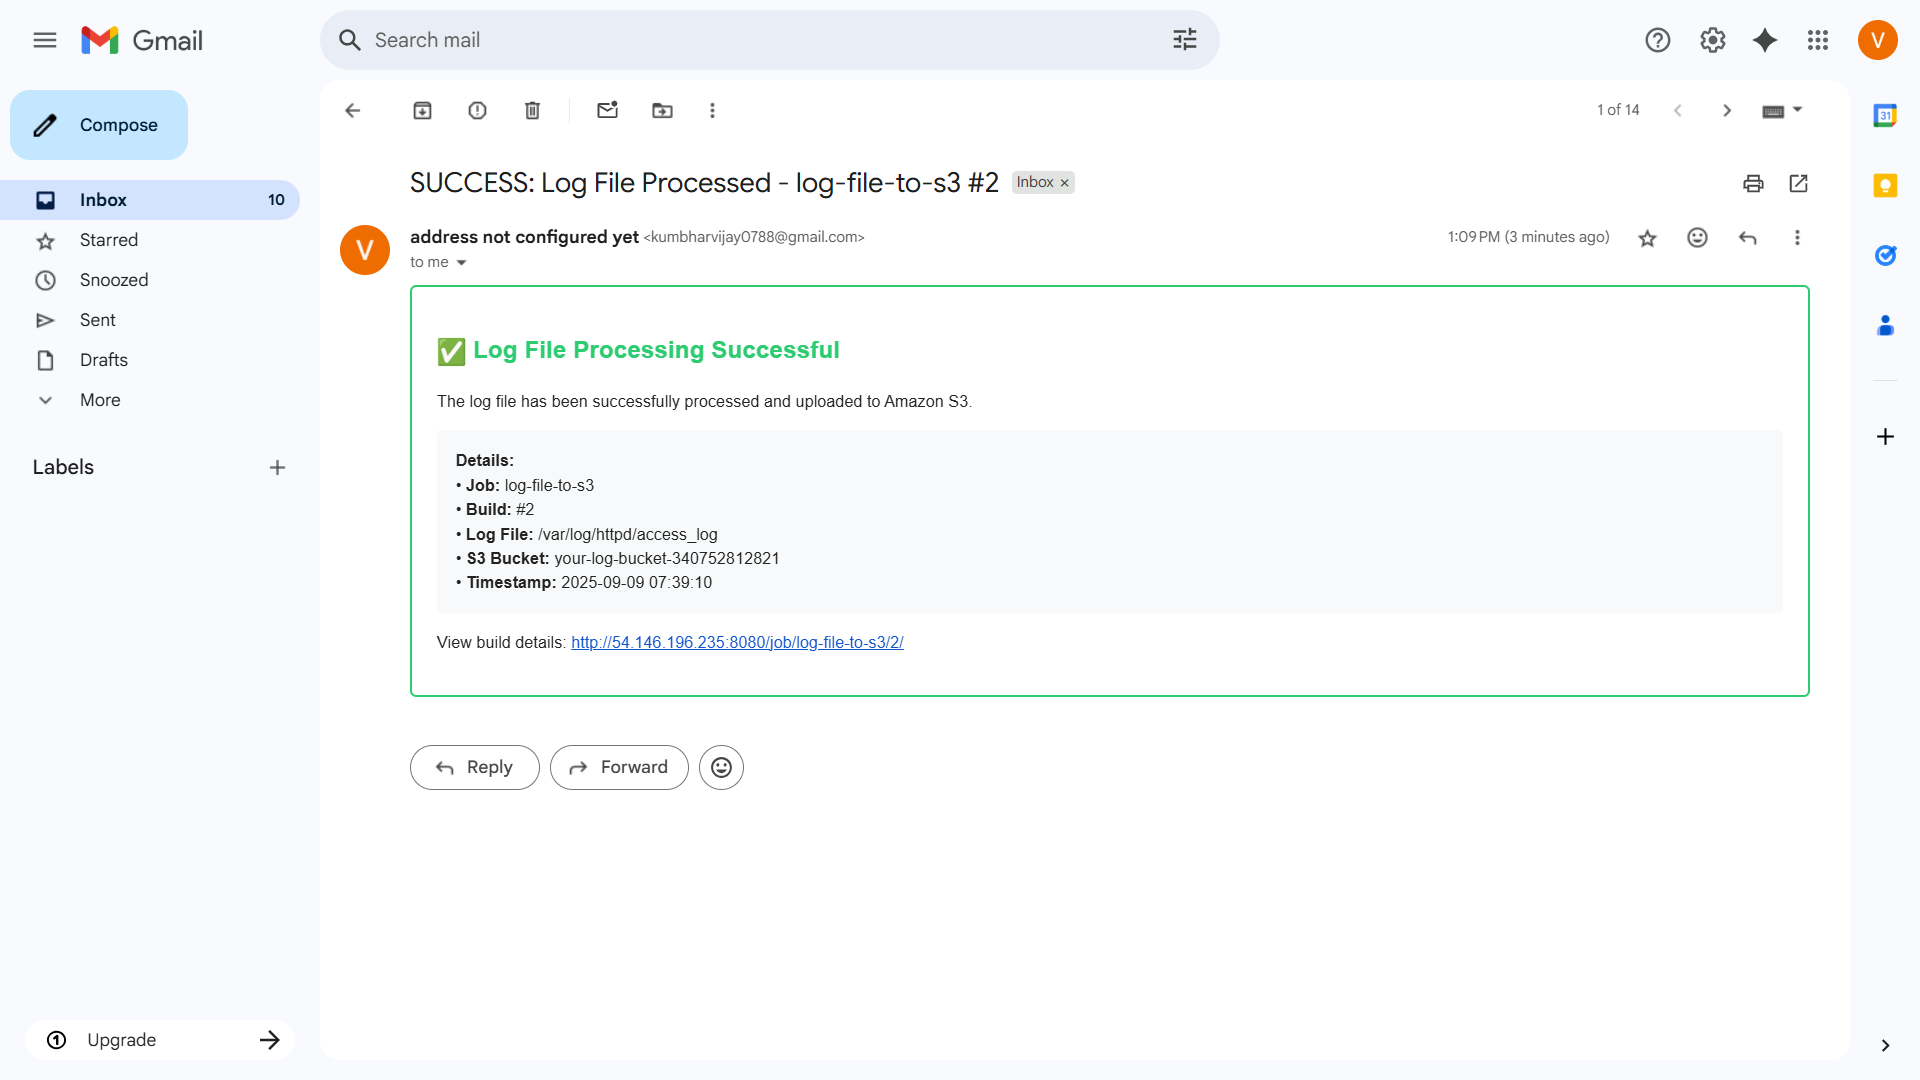 Gmail
Search mail
V
Compose
Inbox 10
Starred
Snoozed
Sent
Drafts
More
Labels
Upgrade
1 of 14
SUCCESS: Log File Processed - log-file-to-s3 #2
Inbox ×
V
address not configured yet <kumbharvijay0788@gmail.com>
1:09 PM (3 minutes ago)
to me
✅ Log File Processing Successful
The log file has been successfully processed and uploaded to Amazon S3.
Details:
• Job: log-file-to-s3
• Build: #2
• Log File: /var/log/httpd/access_log
• S3 Bucket: your-log-bucket-340752812821
• Timestamp: 2025-09-09 07:39:10
View build details: http://54.146.196.235:8080/job/log-file-to-s3/2/
Reply
Forward
31